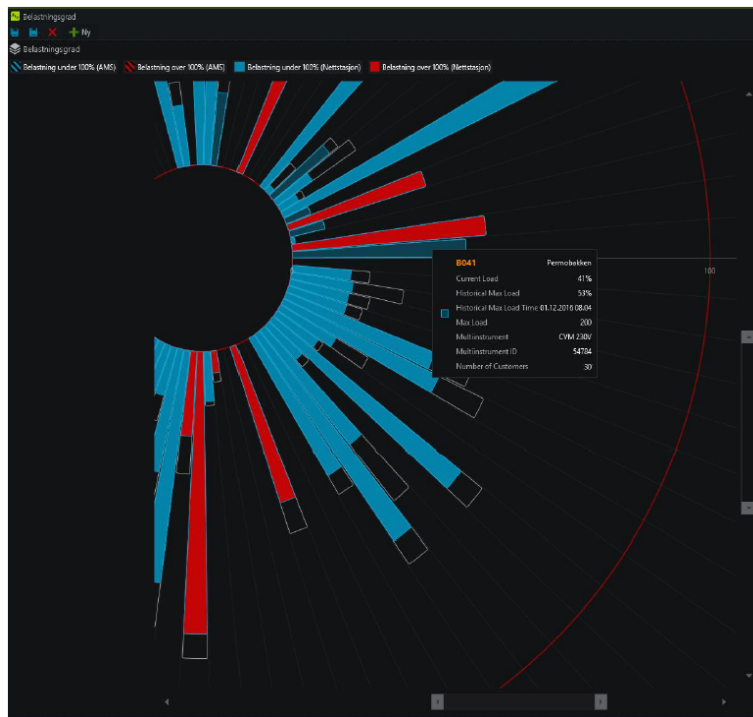 Belastningsgrad
Ny
Belastningsgrad
Belastning under 100% (AMS) Belastning over 100% (AMS) Belastning under 100% (Nettstasjon) Belastning over 100% (Nettstasjon)
100
B041 Permobakken
Current Load 41%
Historical Max Load 53%
Historical Max Load Time 01.12.2016 08.04
Max Load 200
Multiinstrument CVM 230V
Multiinstrument ID 54784
Number of Customers 30